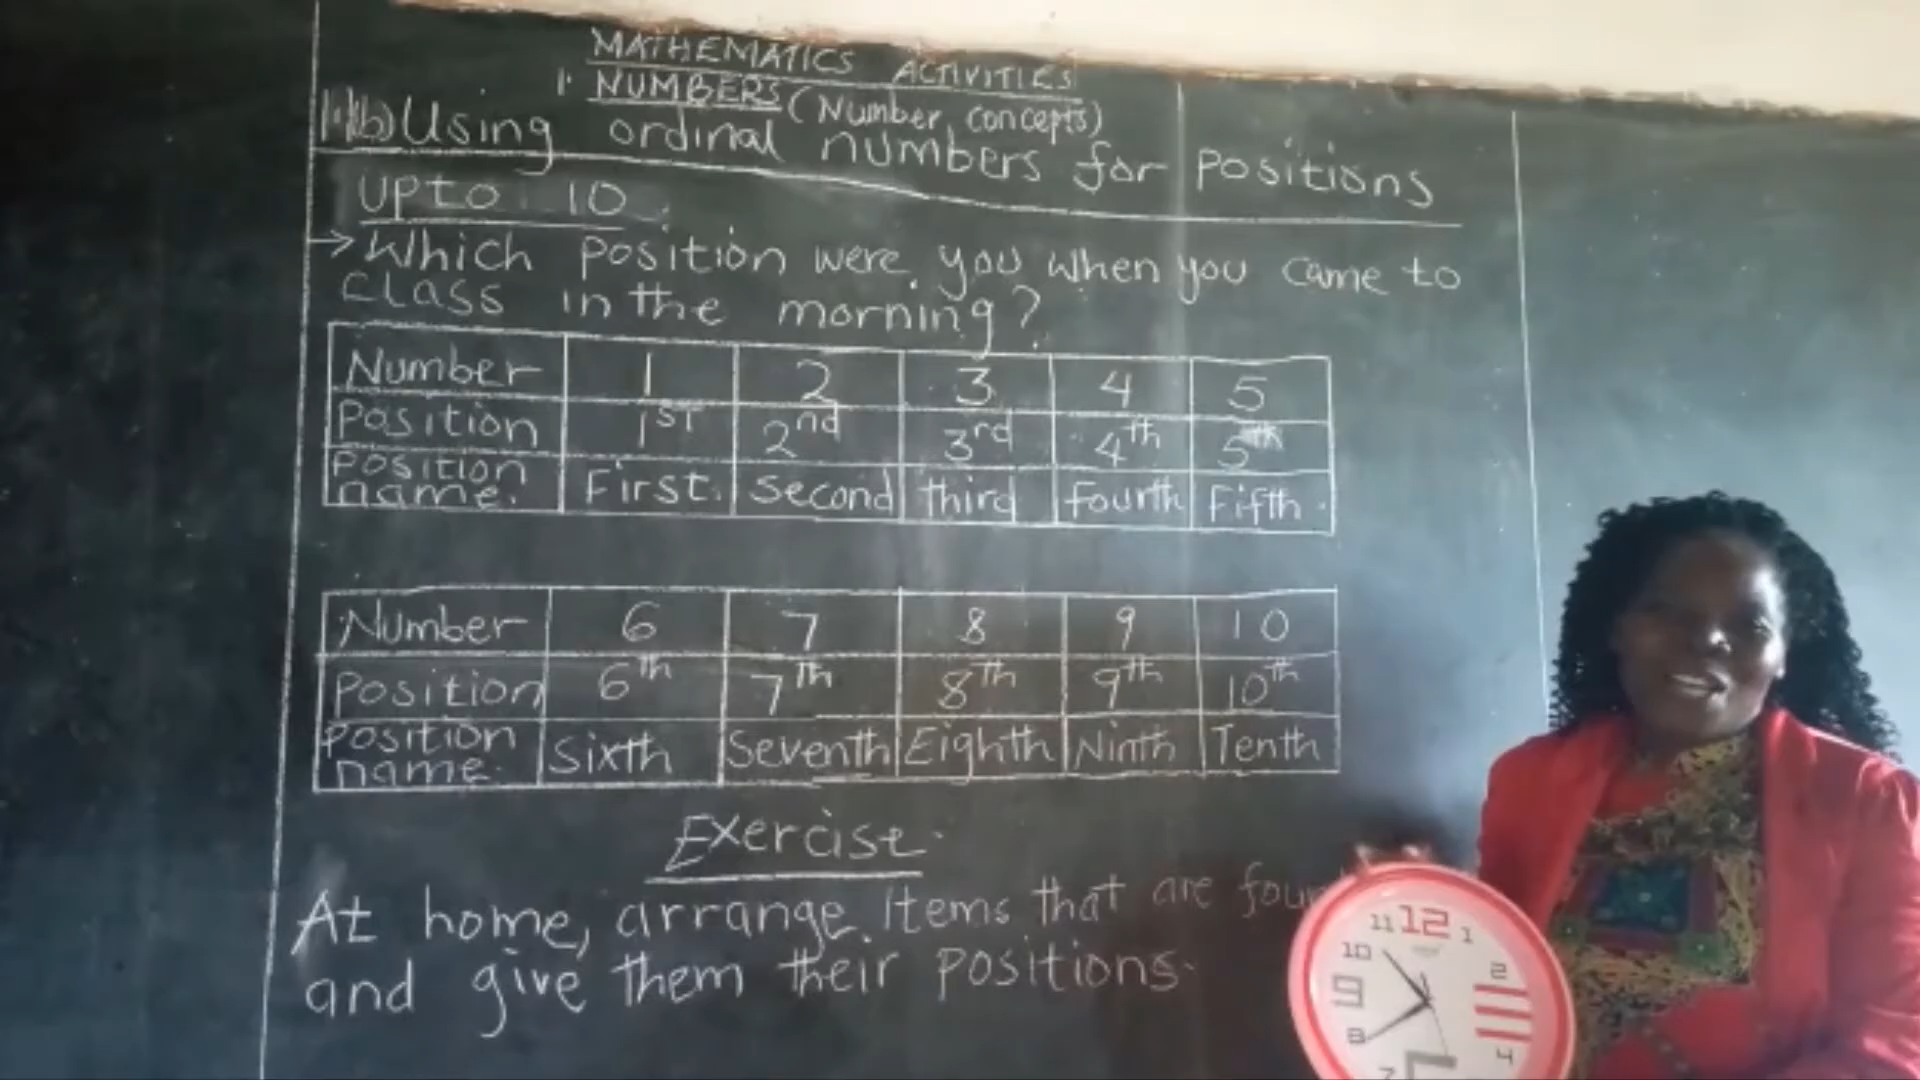 MATHEMATICS ACTIVITIES
1. NUMBERS (Number concepts)
Using ordinal numbers for positions
UPto 10
→ Which position were you when you came to
class in the morning?
Number 1 2 3 4 5
Position 1ST 2nd 3rd 4th 5th
Position name. First. Second third fourth Fifth.
Number 6 7 8 9 10
Position 6th 7th 8th 9th 10th
Position name. Sixth Seventh Eighth Ninth Tenth
Exercise.
At home, arrange items that are
and give them their positions.
11 12 1
10 2
9
8 4
7